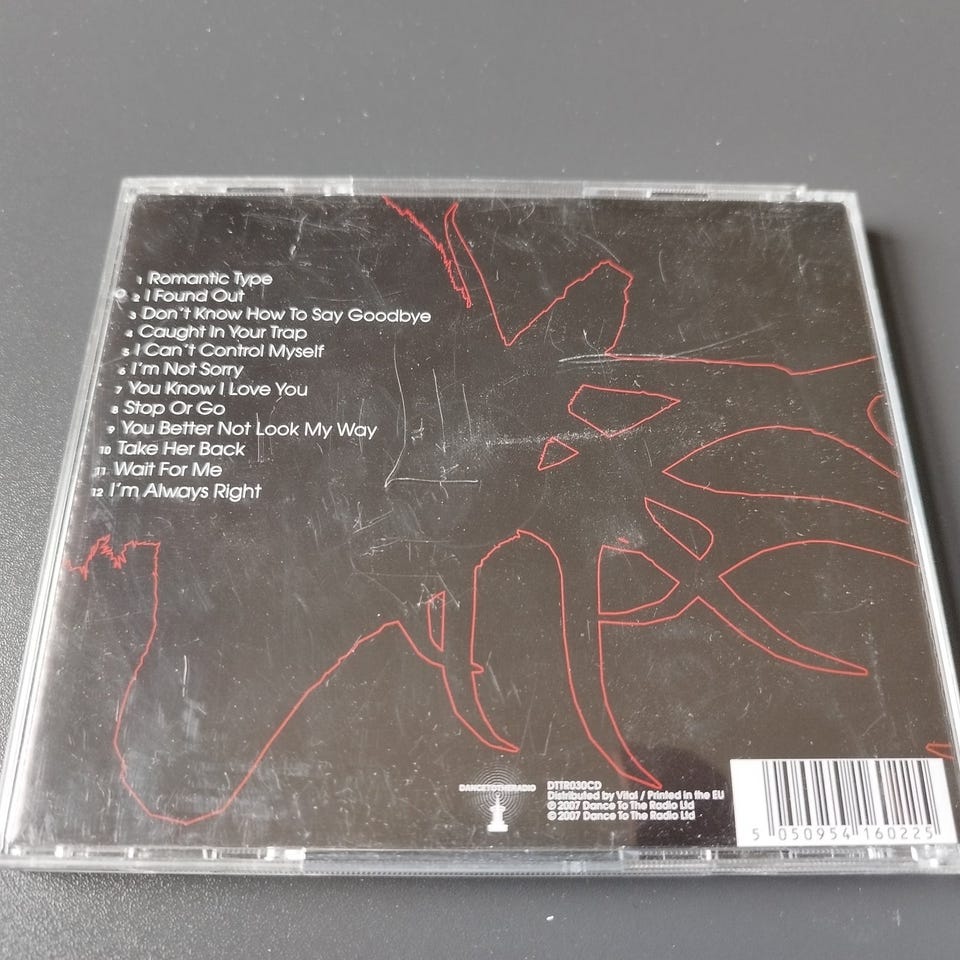 1 Romantic Type
2 I Found Out
3 Don't Know How To Say Goodbye
4 Caught In Your Trap
5 I Can't Control Myself
6 I'm Not Sorry
7 You Know I Love You
8 Stop Or Go
9 You Better Not Look My Way
10 Take Her Back
11 Wait For Me
12 I'm Always Right
DANCETOTHERADIO
DTTR030CD
Distributed by Vital / Printed in the EU
℗ 2007 Dance To The Radio Ltd
© 2007 Dance To The Radio Ltd
5 050954 160225